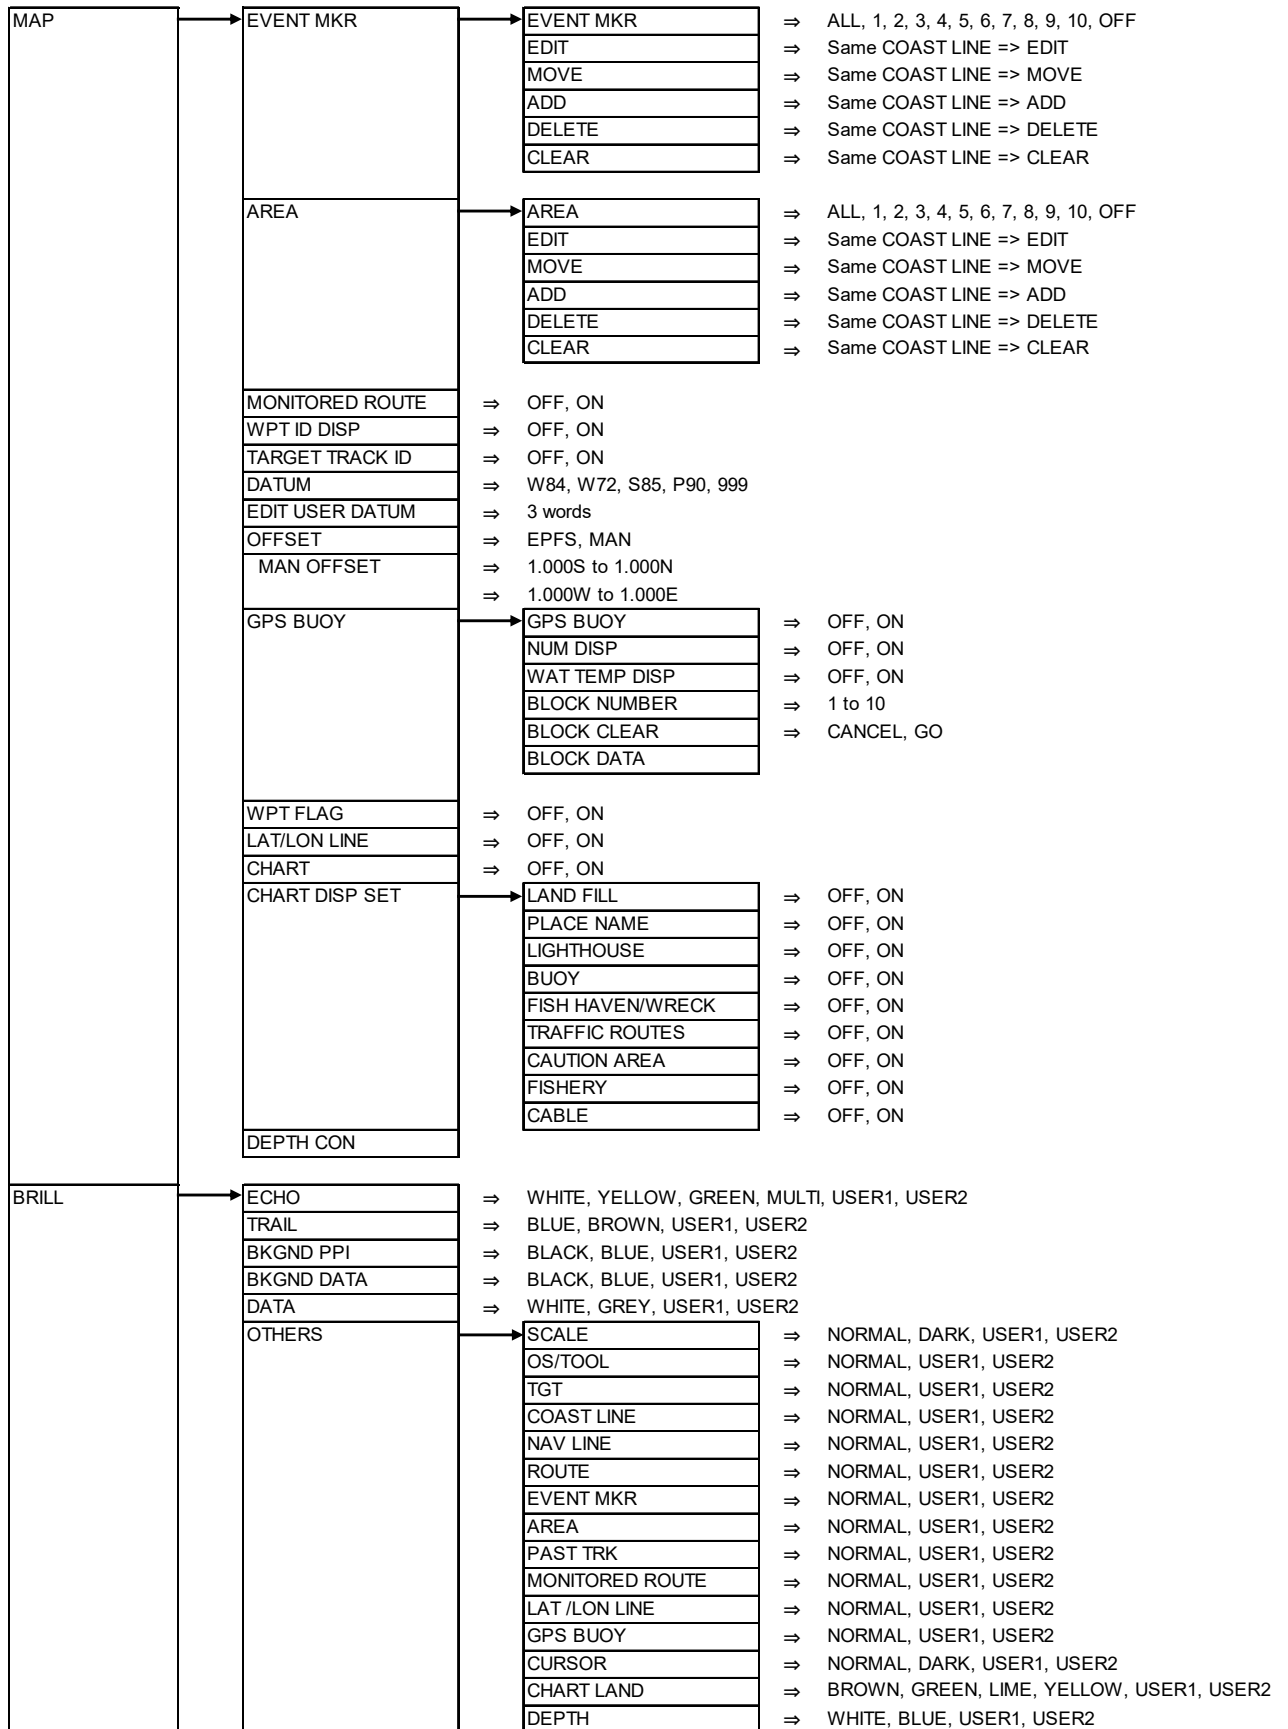 MAP EVENT MKR EVENT MKR ⇒ ALL, 1, 2, 3, 4, 5, 6, 7, 8, 9, 10, OFF
EDIT ⇒ Same COAST LINE => EDIT
MOVE ⇒ Same COAST LINE => MOVE
ADD ⇒ Same COAST LINE => ADD
DELETE ⇒ Same COAST LINE => DELETE
CLEAR ⇒ Same COAST LINE => CLEAR
AREA AREA ⇒ ALL, 1, 2, 3, 4, 5, 6, 7, 8, 9, 10, OFF
EDIT ⇒ Same COAST LINE => EDIT
MOVE ⇒ Same COAST LINE => MOVE
ADD ⇒ Same COAST LINE => ADD
DELETE ⇒ Same COAST LINE => DELETE
CLEAR ⇒ Same COAST LINE => CLEAR
MONITORED ROUTE ⇒ OFF, ON
WPT ID DISP ⇒ OFF, ON
TARGET TRACK ID ⇒ OFF, ON
DATUM ⇒ W84, W72, S85, P90, 999
EDIT USER DATUM ⇒ 3 words
OFFSET ⇒ EPFS, MAN
MAN OFFSET ⇒ 1.000S to 1.000N
⇒ 1.000W to 1.000E
GPS BUOY GPS BUOY ⇒ OFF, ON
NUM DISP ⇒ OFF, ON
WAT TEMP DISP ⇒ OFF, ON
BLOCK NUMBER ⇒ 1 to 10
BLOCK CLEAR ⇒ CANCEL, GO
BLOCK DATA
WPT FLAG ⇒ OFF, ON
LAT/LON LINE ⇒ OFF, ON
CHART ⇒ OFF, ON
CHART DISP SET LAND FILL ⇒ OFF, ON
PLACE NAME ⇒ OFF, ON
LIGHTHOUSE ⇒ OFF, ON
BUOY ⇒ OFF, ON
FISH HAVEN/WRECK ⇒ OFF, ON
TRAFFIC ROUTES ⇒ OFF, ON
CAUTION AREA ⇒ OFF, ON
FISHERY ⇒ OFF, ON
CABLE ⇒ OFF, ON
DEPTH CON
BRILL ECHO ⇒ WHITE, YELLOW, GREEN, MULTI, USER1, USER2
TRAIL ⇒ BLUE, BROWN, USER1, USER2
BKGND PPI ⇒ BLACK, BLUE, USER1, USER2
BKGND DATA ⇒ BLACK, BLUE, USER1, USER2
DATA ⇒ WHITE, GREY, USER1, USER2
OTHERS SCALE ⇒ NORMAL, DARK, USER1, USER2
OS/TOOL ⇒ NORMAL, USER1, USER2
TGT ⇒ NORMAL, USER1, USER2
COAST LINE ⇒ NORMAL, USER1, USER2
NAV LINE ⇒ NORMAL, USER1, USER2
ROUTE ⇒ NORMAL, USER1, USER2
EVENT MKR ⇒ NORMAL, USER1, USER2
AREA ⇒ NORMAL, USER1, USER2
PAST TRK ⇒ NORMAL, USER1, USER2
MONITORED ROUTE ⇒ NORMAL, USER1, USER2
LAT /LON LINE ⇒ NORMAL, USER1, USER2
GPS BUOY ⇒ NORMAL, USER1, USER2
CURSOR ⇒ NORMAL, DARK, USER1, USER2
CHART LAND ⇒ BROWN, GREEN, LIME, YELLOW, USER1, USER2
DEPTH ⇒ WHITE, BLUE, USER1, USER2